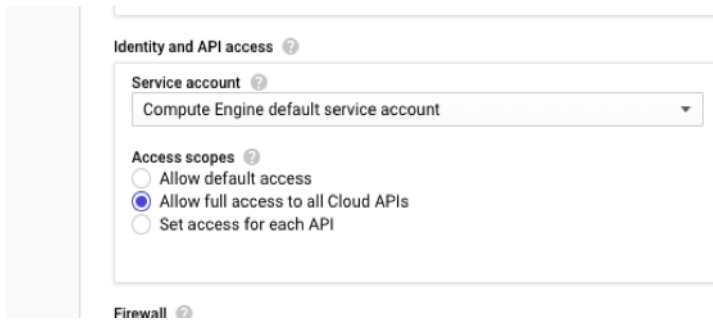 Identity and API access
Service account
Compute Engine default service account
Access scopes
Allow default access
Allow full access to all Cloud APIs
Set access for each API
Firewall